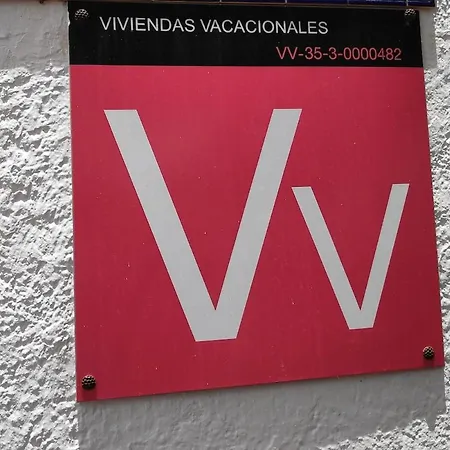 VIVIENDAS VACACIONALES
VV-35-3-0000482
Vv